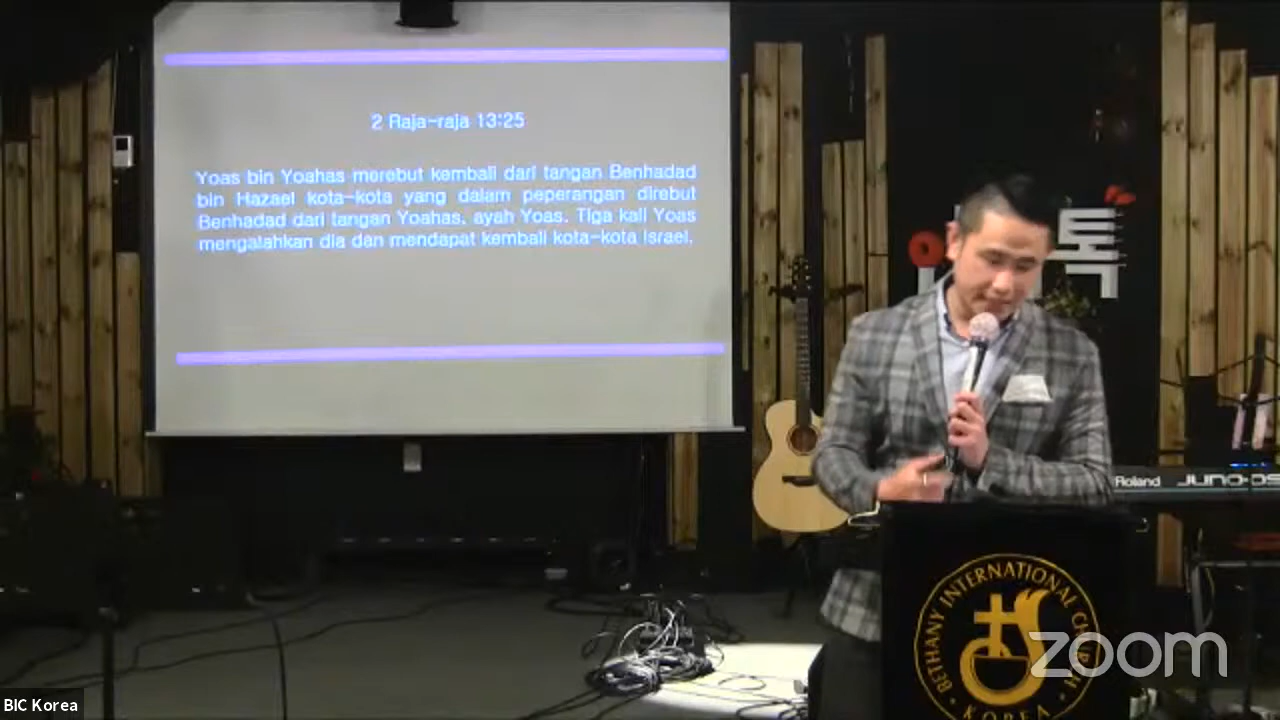 2 Raja-raja 13:25
Yoas bin Yoahas merebut kembali dari tangan Benhadad
bin Hazael kota-kota yang dalam peperangan direbut
Benhadad dari tangan Yoahas, ayah Yoas. Tiga kali Yoas
mengalahkan dia dan mendapat kembali kota-kota Israel.
톡
Roland JUNO-DS
BETHANY INTERNATIONAL CHURCH
KOREA
zoom
BIC Korea